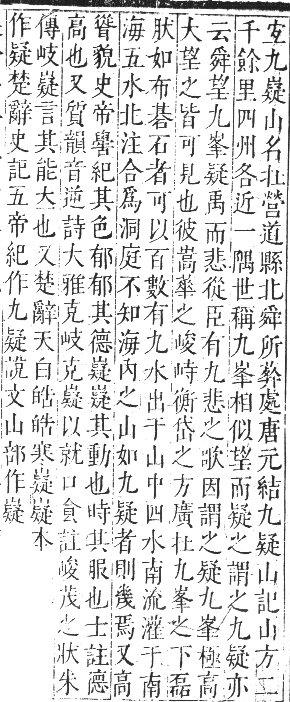 安九嶷山名在營道縣北舜所葬處唐元結九疑山記山方二
千餘里四州各近一隅世稱九峯相似望而疑之謂之九疑亦
云舜望九峯疑禹而悲從臣有九悲之歌因謂之疑九峯極高
大望之皆可見也彼嵩華之峻峙衡岱之方廣在九峯之下磊
肰如布碁石者可以百數有九水出于山中四水南流灌于南
海五水北注合爲洞庭不知海內之山如九疑者則幾焉又高
聳貌史帝嚳紀其色郁郁其德嶷嶷其動也時其服也士註德
高也又質韻音逆詩大雅克岐克嶷以就口食註峻茂之狀朱
傳岐嶷言其能大也又楚辭天白皓皓寒嶷嶷本
作嶷楚辭史記五帝紀作九疑說文山部作嶷